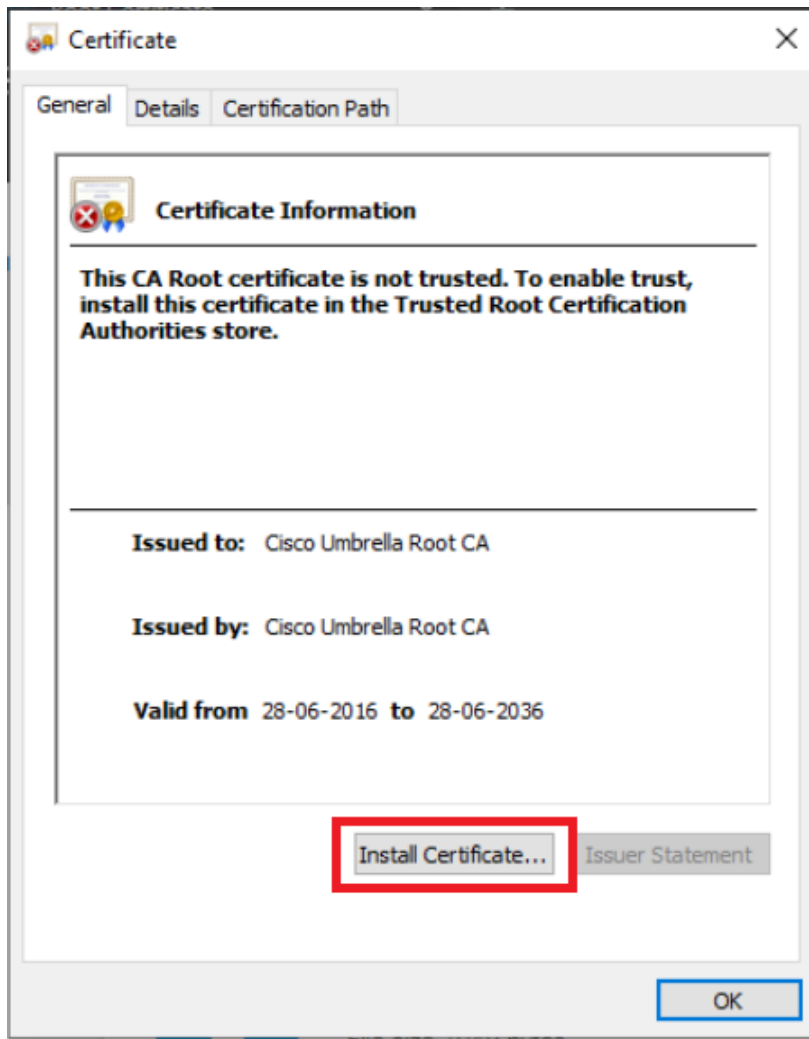 Certificate
General
Details
Certification Path
Certificate Information
This CA Root certificate is not trusted. To enable trust,
install this certificate in the Trusted Root Certification
Authorities store.
Issued to: Cisco Umbrella Root CA
Issued by: Cisco Umbrella Root CA
Valid from 28-06-2016 to 28-06-2036
Install Certificate...
Issuer Statement
OK